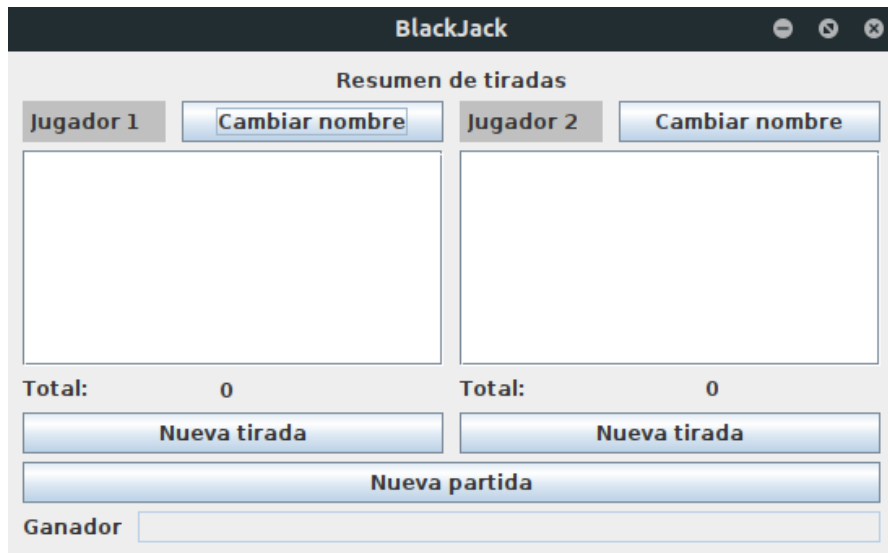 BlackJack
Resumen de tiradas
Jugador 1 Cambiar nombre Jugador 2 Cambiar nombre
Total: 0 Total: 0
Nueva tirada Nueva tirada
Nueva partida
Ganador